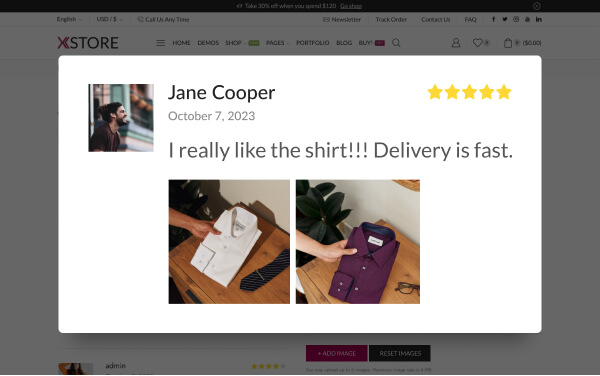 Take 30% off when you spend $120 Go shop
English
USD / $
Call Us Any Time
Newsletter
Track Order
Contact Us
FAQ
XSTORE
HOME
DEMOS
SHOP
PAGES
PORTFOLIO
BLOG
BUY!
0
0
($0.00)
Jane Cooper
October 7, 2023
I really like the shirt!!! Delivery is fast.
+ ADD IMAGE
RESET IMAGES
admin